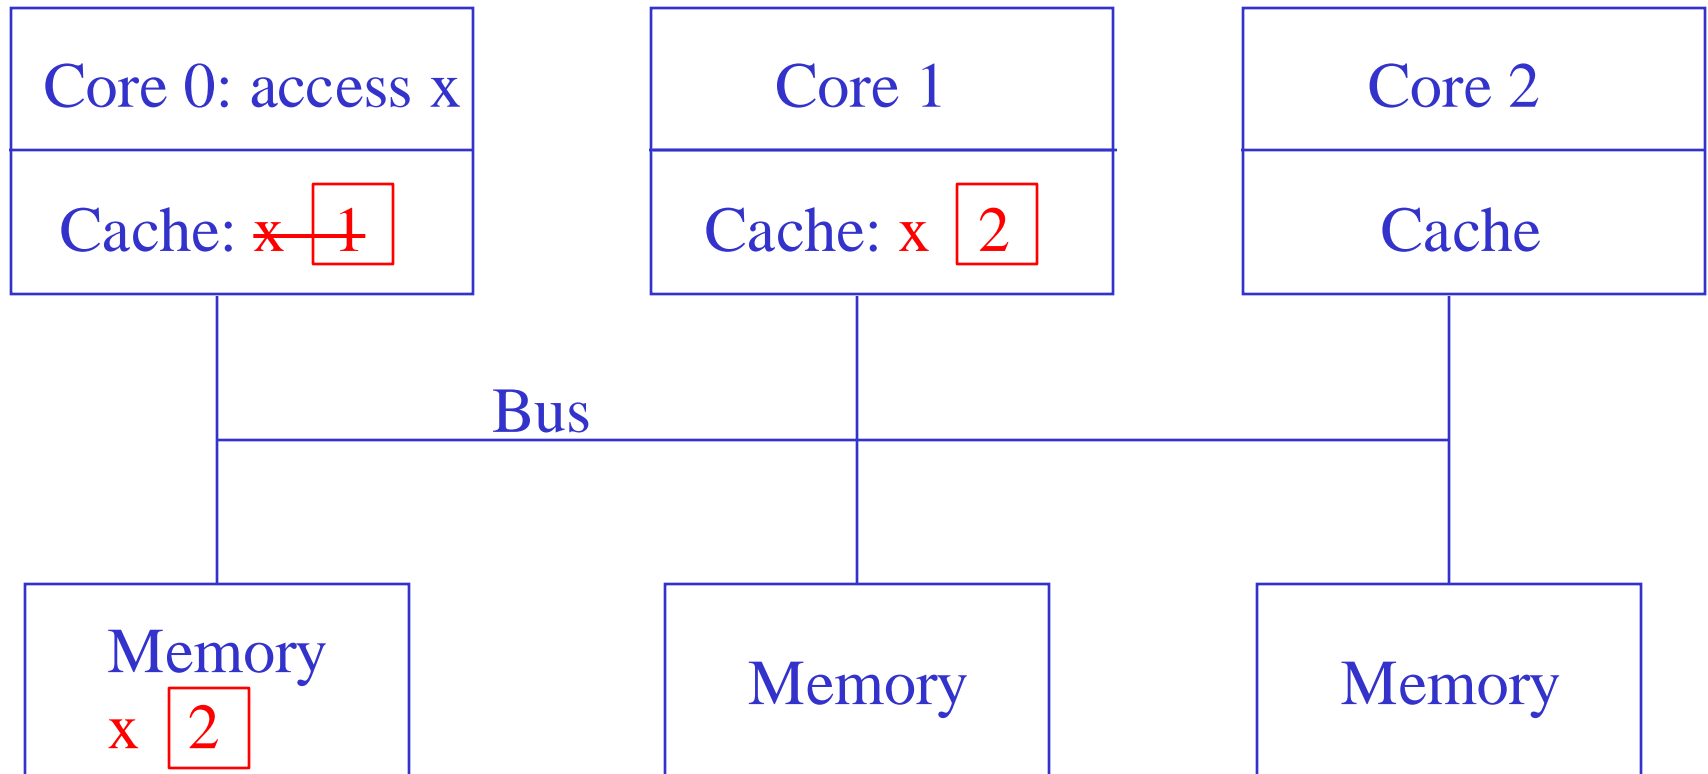 Core 0: access x
Core 1
Core 2
Cache: x 1
Cache: x 2
Cache
Bus
Memory
x 2
Memory
Memory